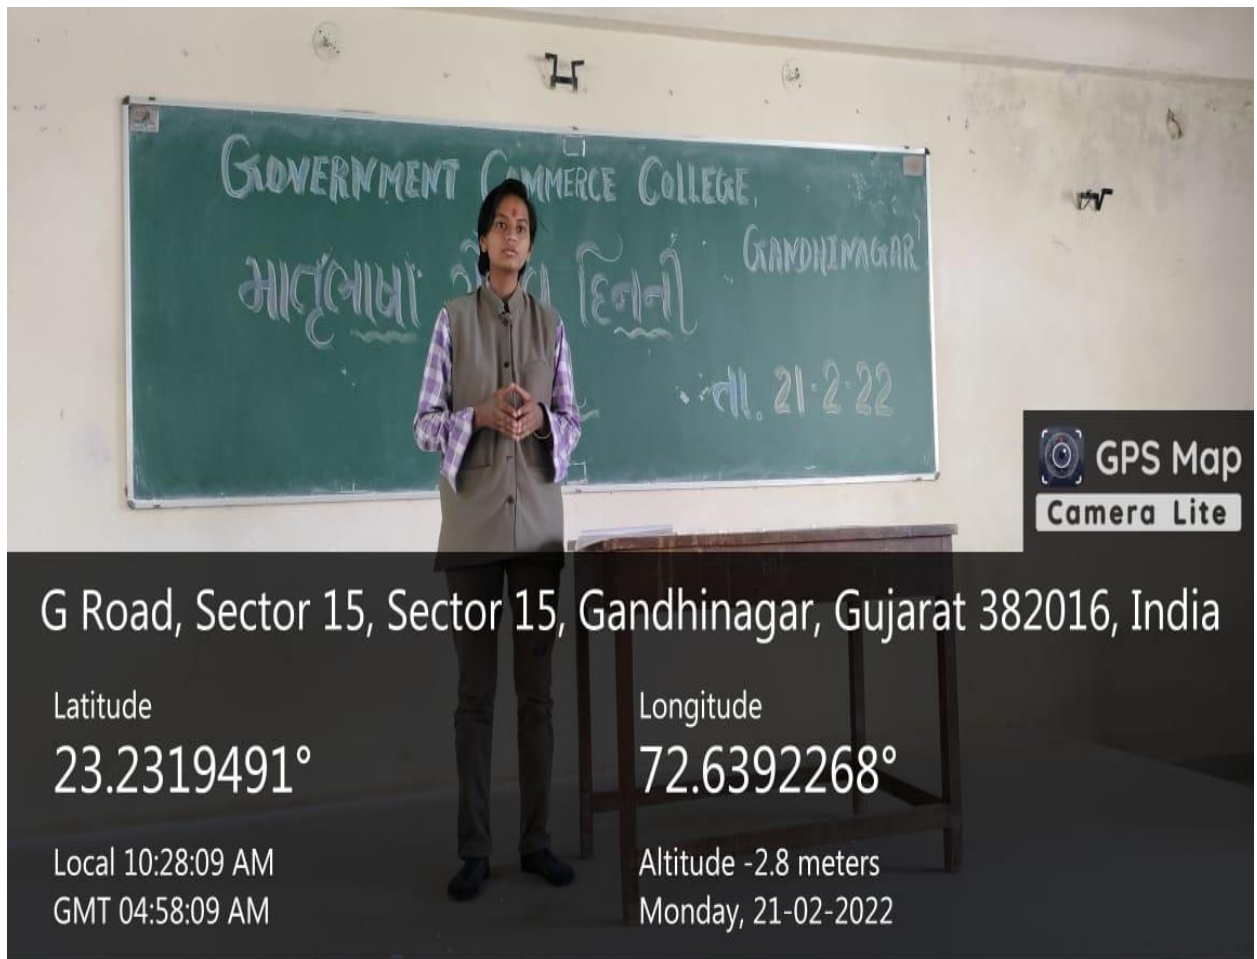 GOVERNMENT COMMERCE COLLEGE,
GANDHINAGAR
માતૃભાષા દિનની
તા. 21-2-22
GPS Map
Camera Lite
G Road, Sector 15, Sector 15, Gandhinagar, Gujarat 382016, India
Latitude
23.2319491°
Longitude
72.6392268°
Local 10:28:09 AM
GMT 04:58:09 AM
Altitude -2.8 meters
Monday, 21-02-2022